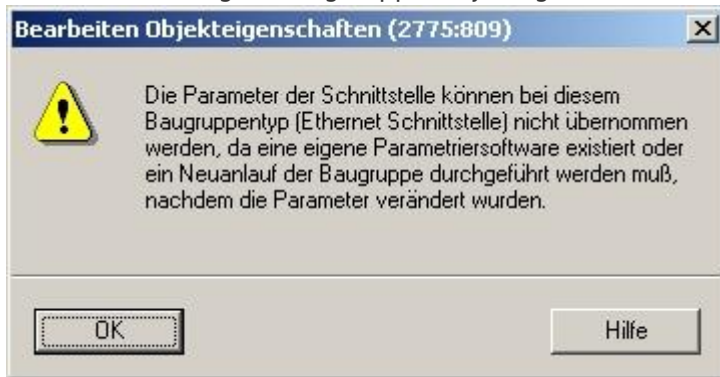 Bearbeiten Objekteigenschaften (2775:809)
Die Parameter der Schnittstelle können bei diesem
Baugruppentyp (Ethernet Schnittstelle) nicht übernommen
werden, da eine eigene Parametriersoftware existiert oder
ein Neuanlauf der Baugruppe durchgeführt werden muß,
nachdem die Parameter verändert wurden.
OK
Hilfe